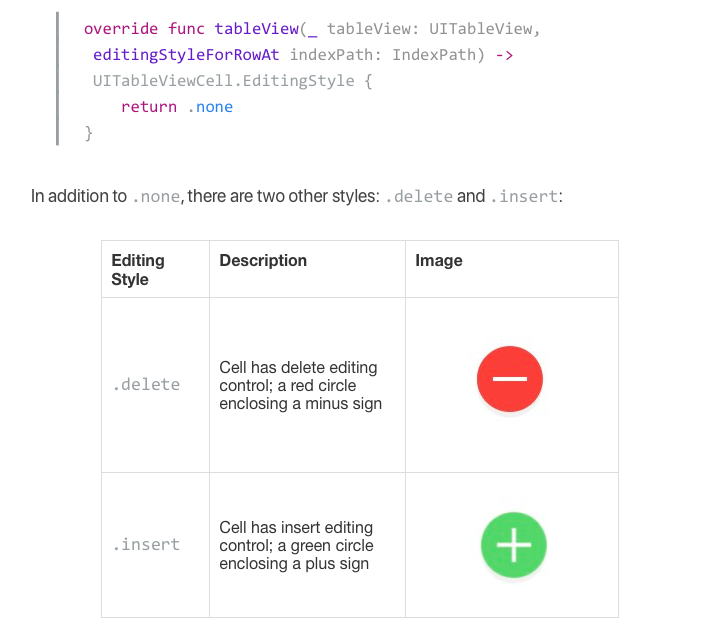 override func tableView(_ tableView: UITableView,
editingStyleForRowAt indexPath: IndexPath) ->
UITableViewCell.EditingStyle {
return .none
}
In addition to .none, there are two other styles: .delete and .insert:
Editing Style
Description
Image
.delete
Cell has delete editing
control; a red circle
enclosing a minus sign
.insert
Cell has insert editing
control; a green circle
enclosing a plus sign